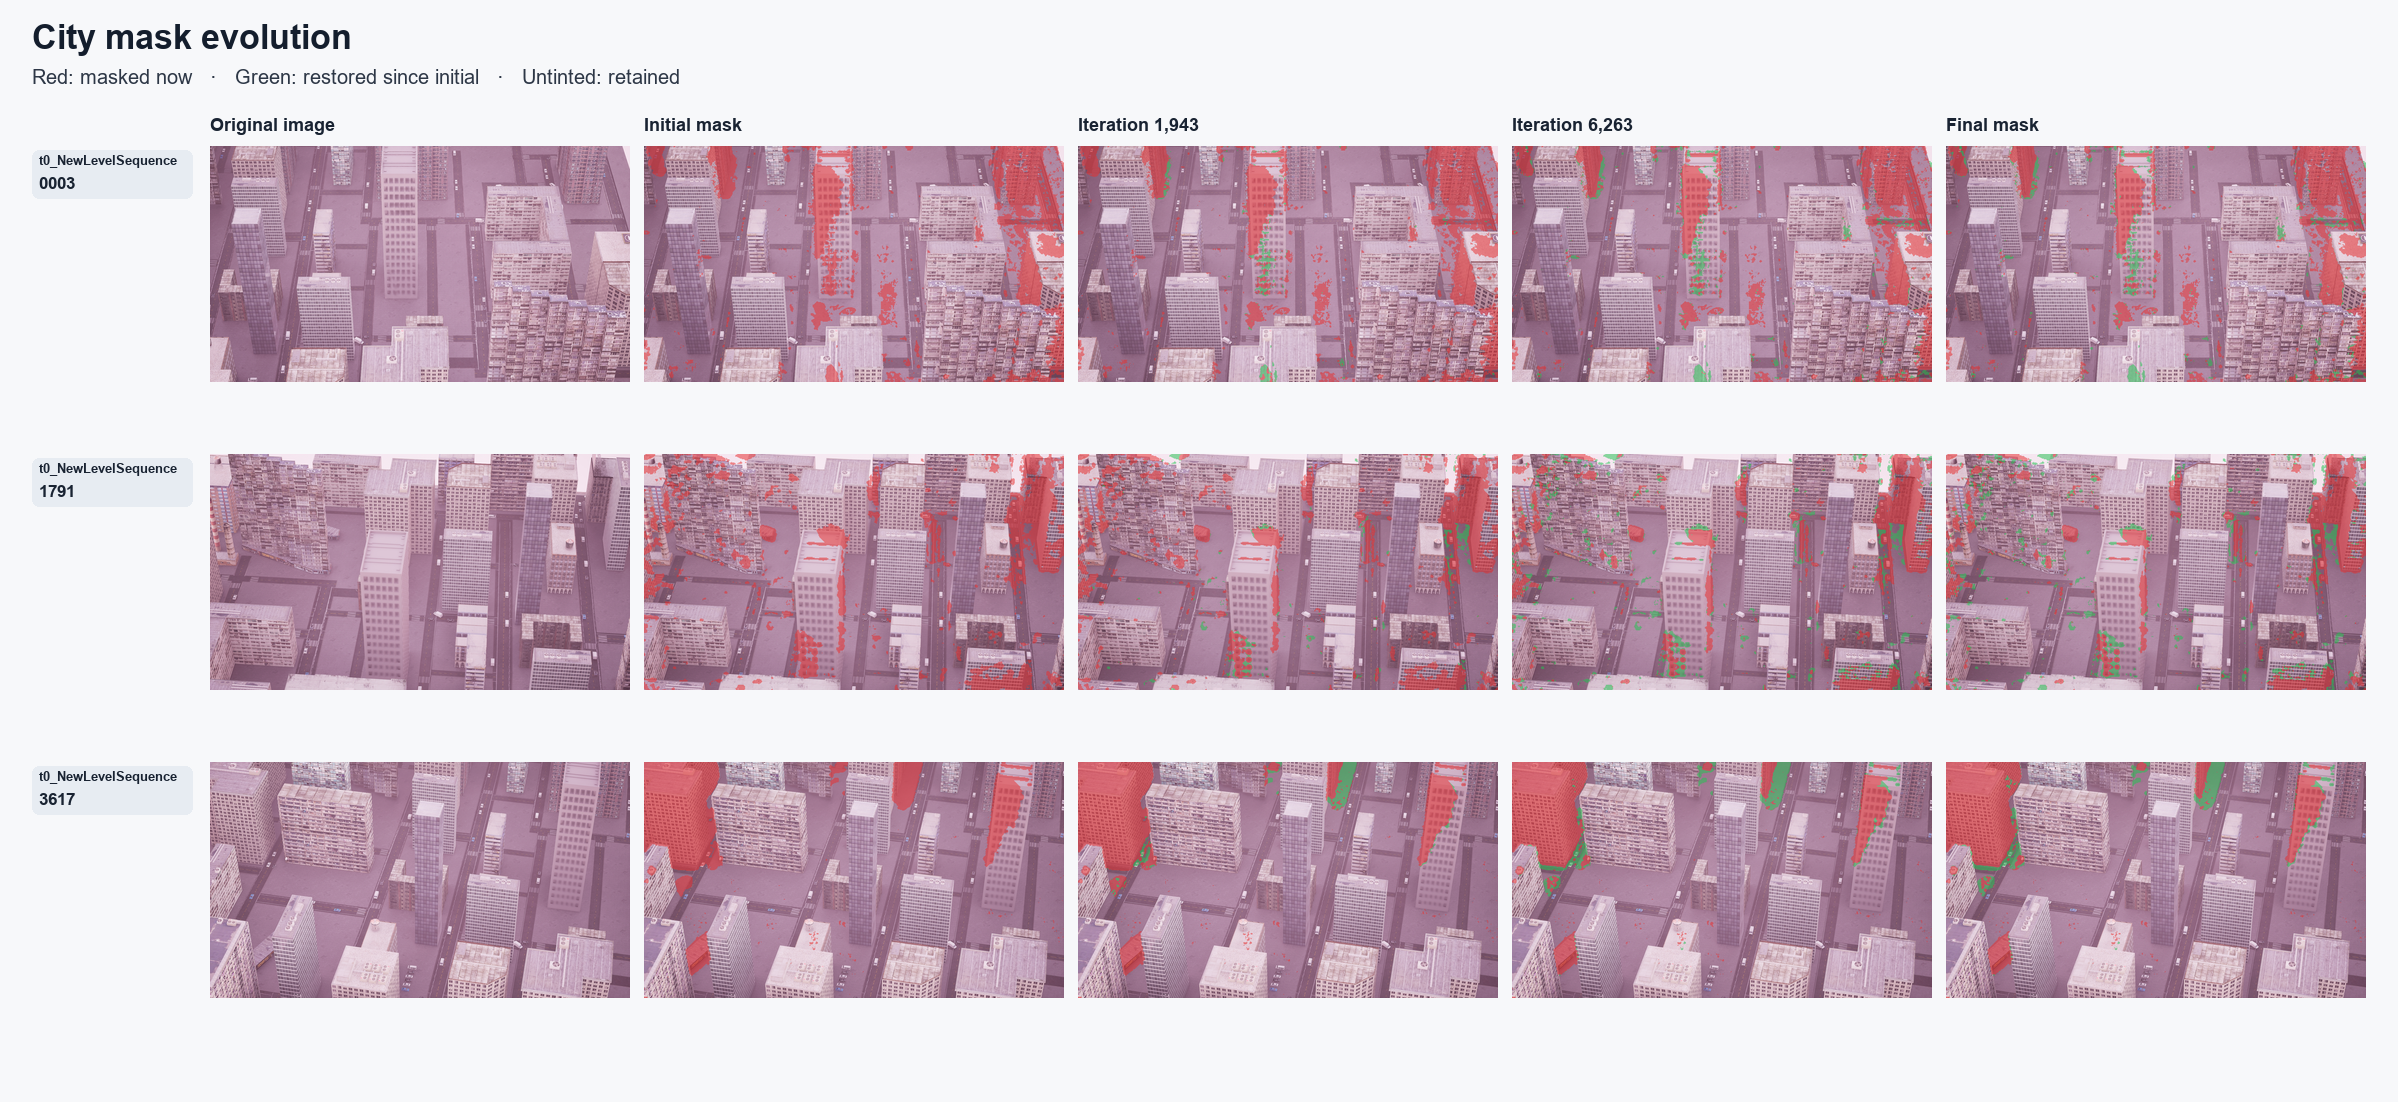 City mask evolution
Red: masked now · Green: restored since initial · Untinted: retained
Original image
Initial mask
Iteration 1,943
Iteration 6,263
Final mask
t0_NewLevelSequence
0003
t0_NewLevelSequence
1791
t0_NewLevelSequence
3617